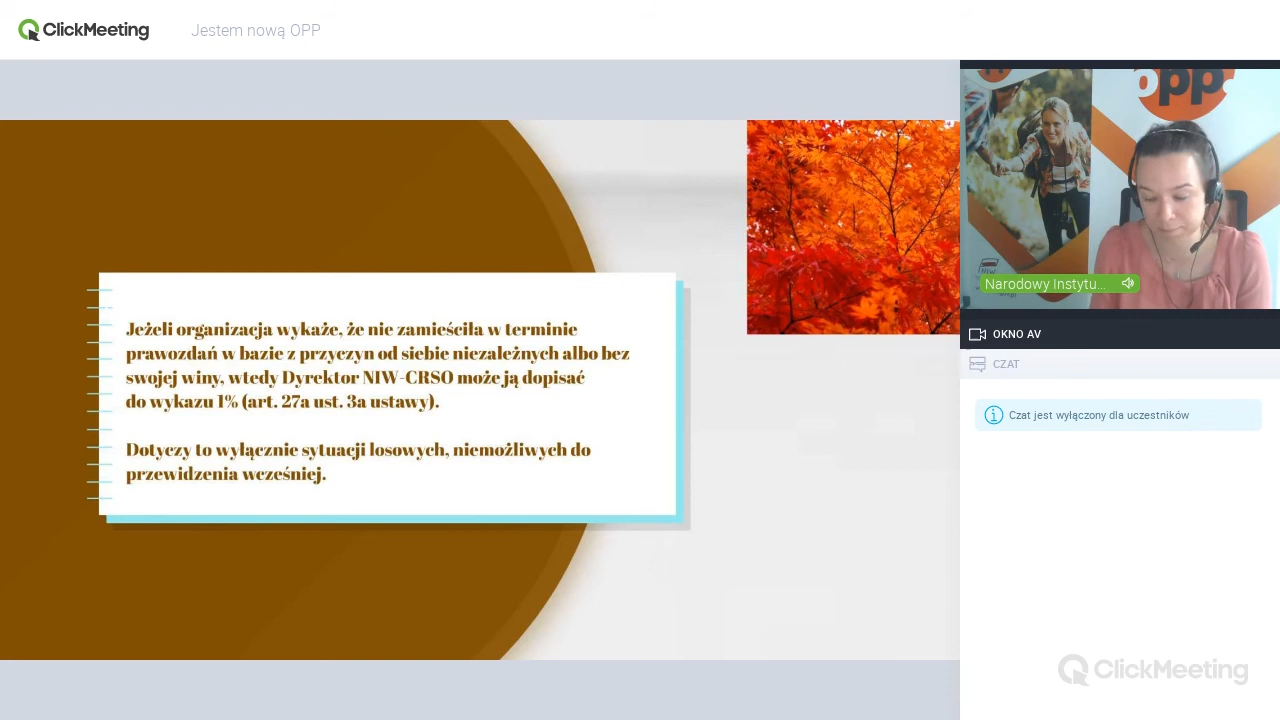 ClickMeeting
Jestem nową OPP
opp.
Jeżeli organizacja wykaże, że nie zamieściła w terminie
prawozdań w bazie z przyczyn od siebie niezależnych albo bez
swojej winy, wtedy Dyrektor NIW-CRSO może ją dopisać
do wykazu 1% (art. 27a ust. 3a ustawy).
Dotyczy to wyłącznie sytuacji losowych, niemożliwych do
przewidzenia wcześniej.
NIW
Narodowy Instytu...
OKNO AV
CZAT
Czat jest wyłączony dla uczestników
ClickMeeting